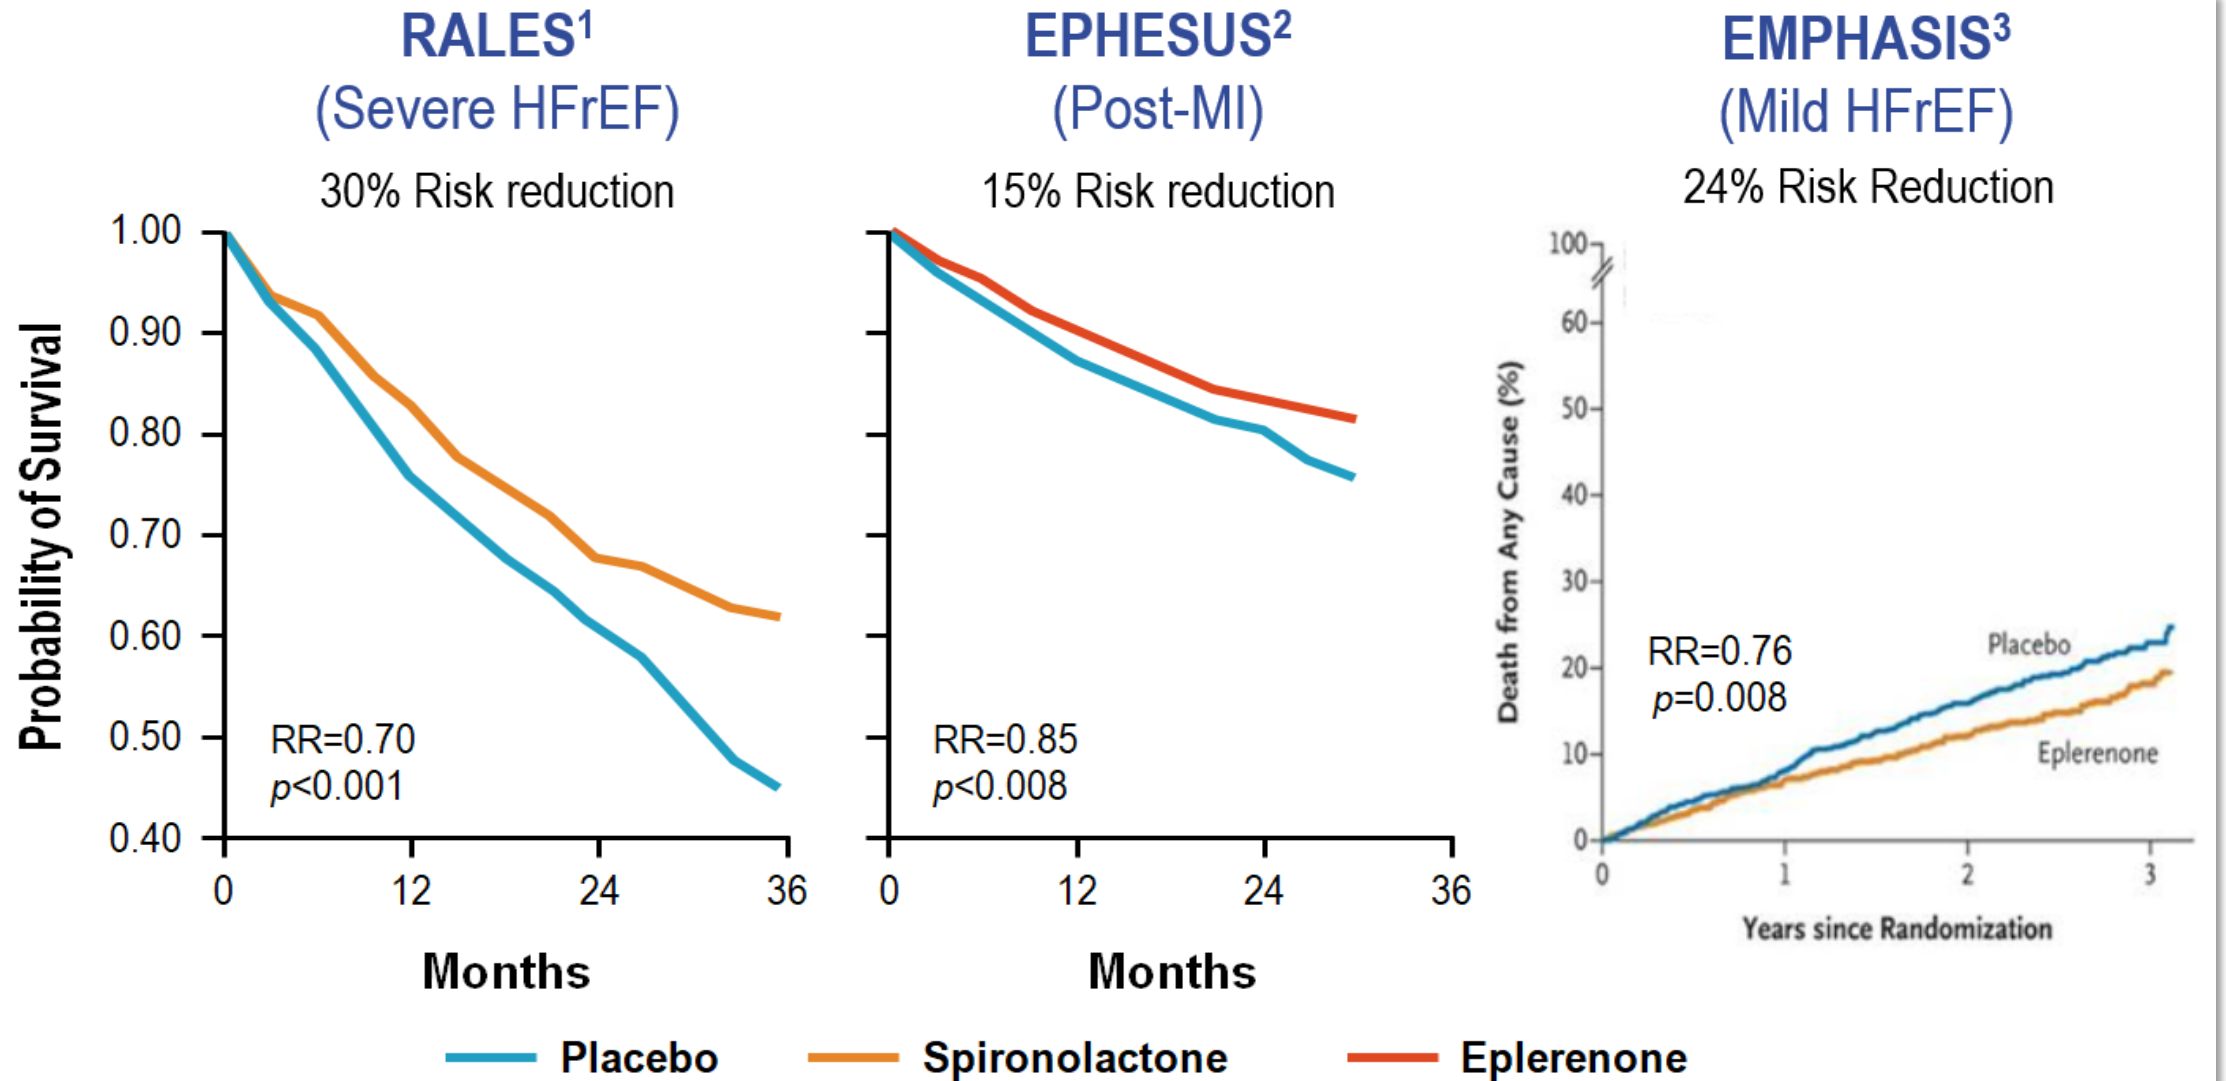 RALES¹
(Severe HFrEF)
30% Risk reduction
Probability of Survival
1.00
0.90
0.80
0.70
0.60
0.50
0.40
RR=0.70
p<0.001
0 12 24 36
Months
EPHESUS²
(Post-MI)
15% Risk reduction
RR=0.85
p<0.008
0 12 24 36
Months
EMPHASIS³
(Mild HFrEF)
24% Risk Reduction
Death from Any Cause (%)
100
60
50
40
30
20
10
0
RR=0.76
p=0.008
Placebo
Eplerenone
0 1 2 3
Years since Randomization
Placebo Spironolactone Eplerenone